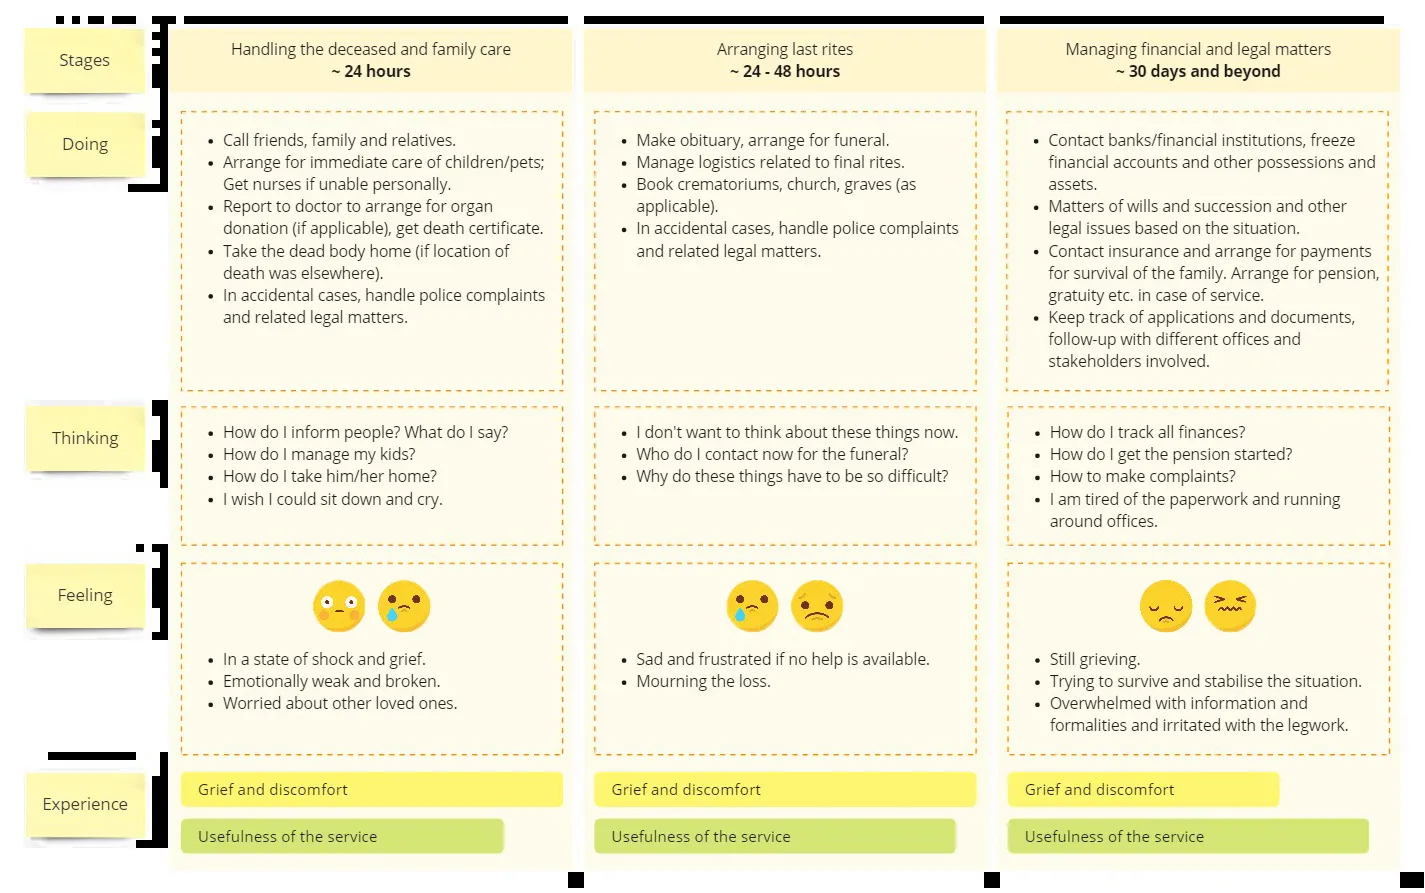 Stages
Handling the deceased and family care
~ 24 hours
Arranging last rites
~ 24 - 48 hours
Managing financial and legal matters
~ 30 days and beyond
Doing
• Call friends, family and relatives.
• Arrange for immediate care of children/pets;
Get nurses if unable personally.
• Report to doctor to arrange for organ
donation (if applicable), get death certificate.
• Take the dead body home (if location of
death was elsewhere).
• In accidental cases, handle police complaints
and related legal matters.
• Make obituary, arrange for funeral.
• Manage logistics related to final rites.
• Book crematoriums, church, graves (as
applicable).
• In accidental cases, handle police complaints
and related legal matters.
• Contact banks/financial institutions, freeze
financial accounts and other possessions and
assets.
• Matters of wills and succession and other
legal issues based on the situation.
• Contact insurance and arrange for payments
for survival of the family. Arrange for pension,
gratuity etc. in case of service.
• Keep track of applications and documents,
follow-up with different offices and
stakeholders involved.
Thinking
• How do I inform people? What do I say?
• How do I manage my kids?
• How do I take him/her home?
• I wish I could sit down and cry.
• I don't want to think about these things now.
• Who do I contact now for the funeral?
• Why do these things have to be so difficult?
• How do I track all finances?
• How do I get the pension started?
• How to make complaints?
• I am tired of the paperwork and running
around offices.
Feeling
• In a state of shock and grief.
• Emotionally weak and broken.
• Worried about other loved ones.
• Sad and frustrated if no help is available.
• Mourning the loss.
• Still grieving.
• Trying to survive and stabilise the situation.
• Overwhelmed with information and
formalities and irritated with the legwork.
Experience
Grief and discomfort
Usefulness of the service
Grief and discomfort
Usefulness of the service
Grief and discomfort
Usefulness of the service